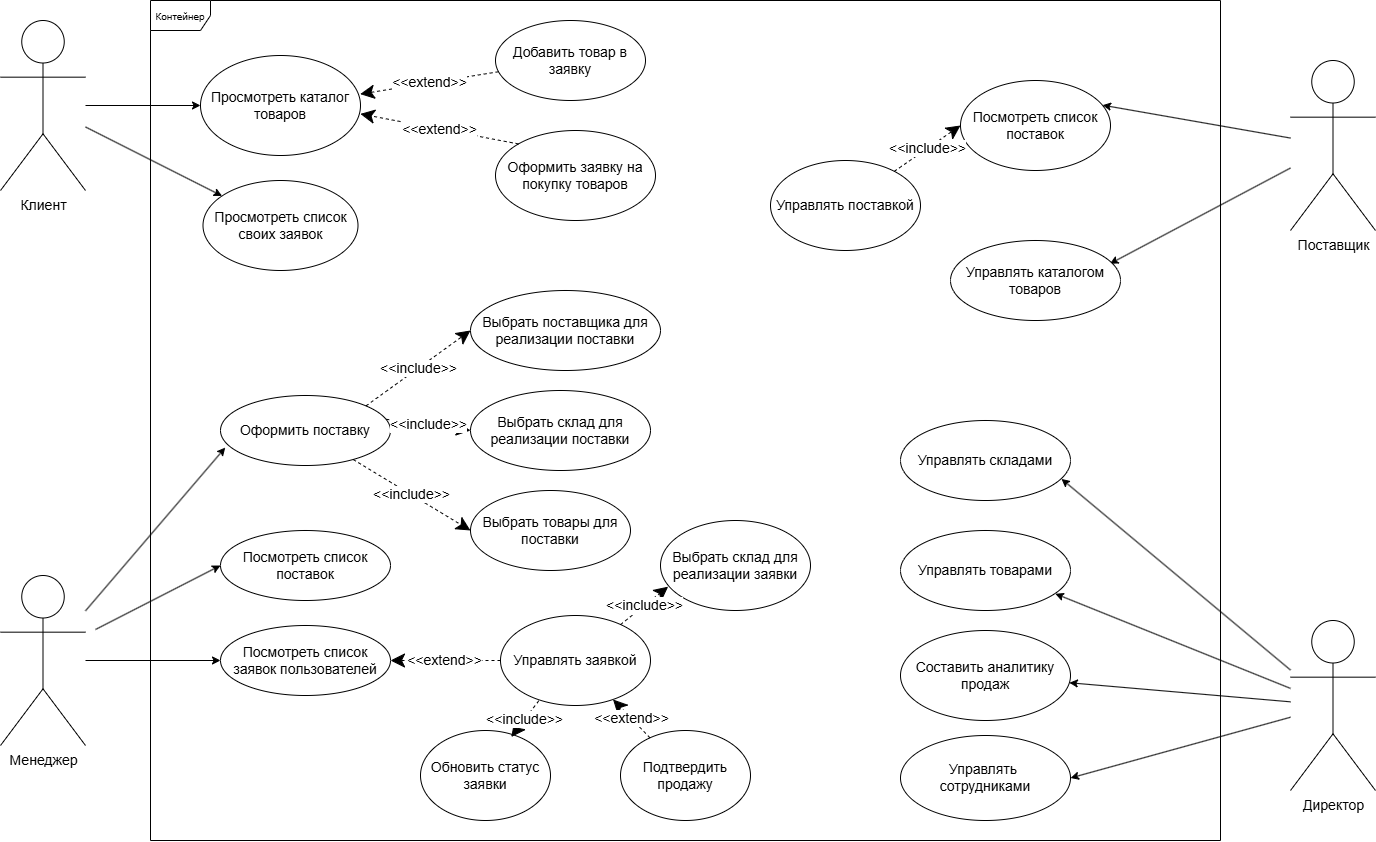 Контейнер
Клиент
Просмотреть каталог
товаров
<<extend>>
Добавить товар в
заявку
<<extend>>
Оформить заявку на
покупку товаров
Просмотреть список
своих заявок
Посмотреть список
поставок
<<include>>
Управлять поставкой
Управлять каталогом
товаров
Поставщик
Выбрать поставщика для
реализации поставки
<<include>>
Оформить поставку
<<include>>
Выбрать склад для
реализации поставки
<<include>>
Выбрать товары для
поставки
Посмотреть список
поставок
Выбрать склад для
реализации заявки
<<include>>
Посмотреть список
заявок пользователей
<<extend>>
Управлять заявкой
<<include>>
<<extend>>
Обновить статус
заявки
Подтвердить
продажу
Менеджер
Управлять складами
Управлять товарами
Составить аналитику
продаж
Управлять
сотрудниками
Директор